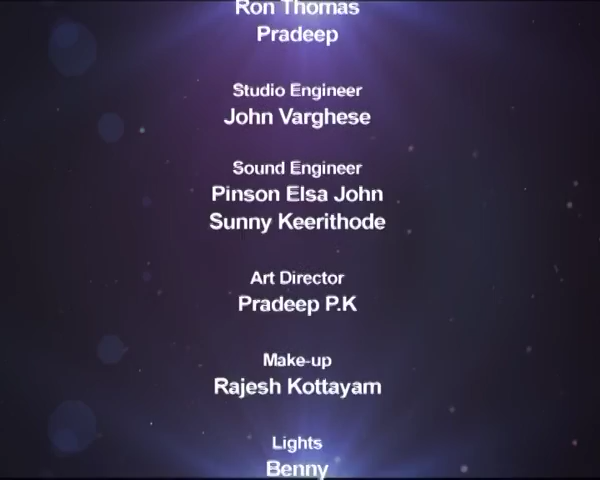 Ron Thomas
Pradeep
Studio Engineer
John Varghese
Sound Engineer
Pinson Elsa John
Sunny Keerithode
Art Director
Pradeep P.K
Make-up
Rajesh Kottayam
Lights
Benny